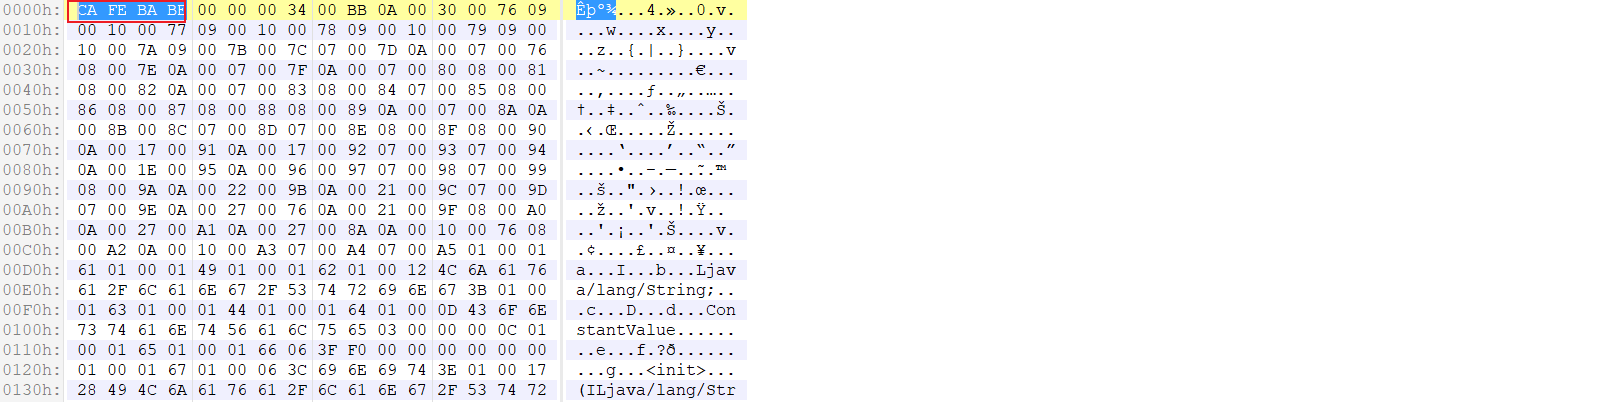 0000h: CA FE BA BE 00 00 00 34 00 BB 0A 00 30 00 76 09 Êþº¾...4.»..0.v.
0010h: 00 10 00 77 09 00 10 00 78 09 00 10 00 79 09 00 ...w....x....y..
0020h: 10 00 7A 09 00 7B 00 7C 07 00 7D 0A 00 07 00 76 ..z..{.|..}....v
0030h: 08 00 7E 0A 00 07 00 7F 0A 00 07 00 80 08 00 81 ..~.........€...
0040h: 08 00 82 0A 00 07 00 83 08 00 84 07 00 85 08 00 ..‚....ƒ..„..…..
0050h: 86 08 00 87 08 00 88 08 00 89 0A 00 07 00 8A 0A †..‡..ˆ..‰....Š.
0060h: 00 8B 00 8C 07 00 8D 07 00 8E 08 00 8F 08 00 90 .‹.Œ.....Ž......
0070h: 0A 00 17 00 91 0A 00 17 00 92 07 00 93 07 00 94 ....‘....’..“..”
0080h: 0A 00 1E 00 95 0A 00 96 00 97 07 00 98 07 00 99 ....•..–.—..˜..™
0090h: 08 00 9A 0A 00 22 00 9B 0A 00 21 00 9C 07 00 9D ..š..".›..!.œ...
00A0h: 07 00 9E 0A 00 27 00 76 0A 00 21 00 9F 08 00 A0 ..ž..'.v..!.Ÿ..
00B0h: 0A 00 27 00 A1 0A 00 27 00 8A 0A 00 10 00 76 08 ..'.¡..'.Š....v.
00C0h: 00 A2 0A 00 10 00 A3 07 00 A4 07 00 A5 01 00 01 .¢....£..¤..¥...
00D0h: 61 01 00 01 49 01 00 01 62 01 00 12 4C 6A 61 76 a...I...b...Ljav
00E0h: 61 2F 6C 61 6E 67 2F 53 74 72 69 6E 67 3B 01 00 a/lang/String;..
00F0h: 01 63 01 00 01 44 01 00 01 64 01 00 0D 43 6F 6E .c...D...d...Con
0100h: 73 74 61 6E 74 56 61 6C 75 65 03 00 00 00 0C 01 stantValue......
0110h: 00 01 65 01 00 01 66 06 3F F0 00 00 00 00 00 00 ..e...f.?ð......
0120h: 01 00 01 67 01 00 06 3C 69 6E 69 74 3E 01 00 17 ...g...<init>...
0130h: 28 49 4C 6A 61 76 61 2F 6C 61 6E 67 2F 53 74 72 (ILjava/lang/Str